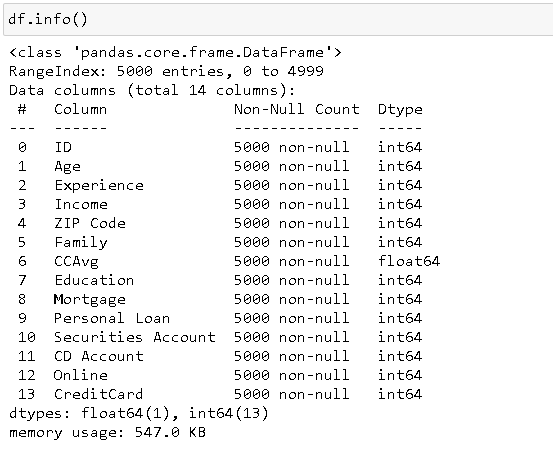 df.info()
<class 'pandas.core.frame.DataFrame'>
RangeIndex: 5000 entries, 0 to 4999
Data columns (total 14 columns):
 #   Column              Non-Null Count  Dtype
---  ------              --------------  -----
 0   ID                  5000 non-null   int64
 1   Age                 5000 non-null   int64
 2   Experience          5000 non-null   int64
 3   Income              5000 non-null   int64
 4   ZIP Code            5000 non-null   int64
 5   Family              5000 non-null   int64
 6   CCAvg               5000 non-null   float64
 7   Education           5000 non-null   int64
 8   Mortgage            5000 non-null   int64
 9   Personal Loan       5000 non-null   int64
 10  Securities Account  5000 non-null   int64
 11  CD Account          5000 non-null   int64
 12  Online              5000 non-null   int64
 13  CreditCard          5000 non-null   int64
dtypes: float64(1), int64(13)
memory usage: 547.0 KB